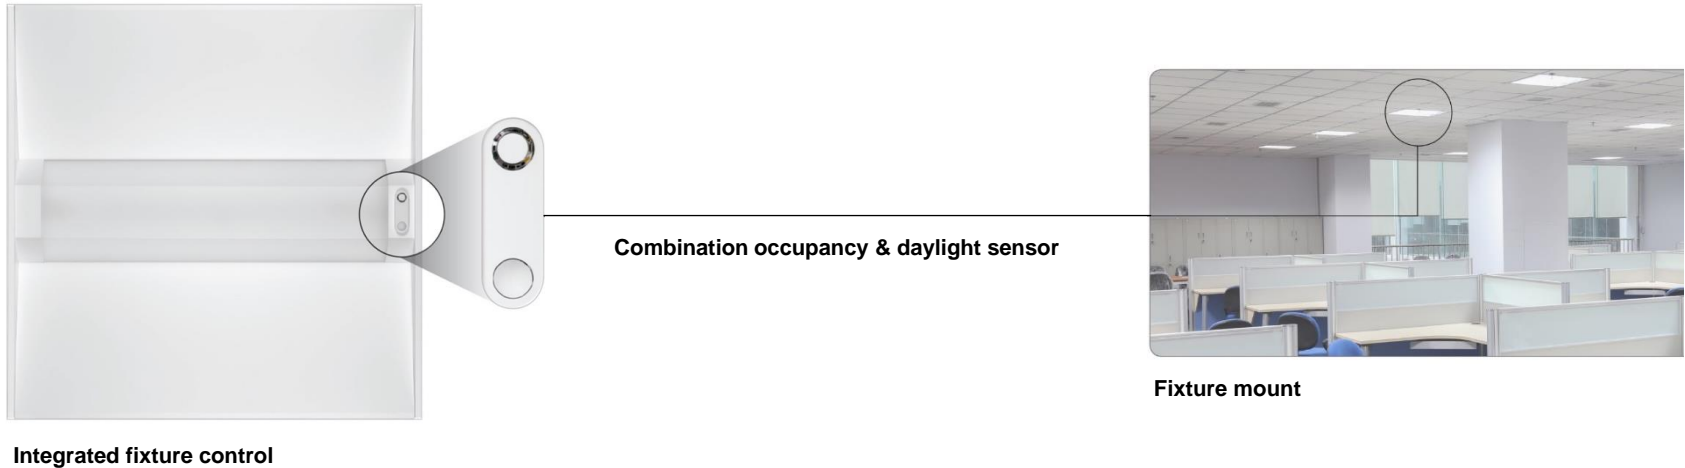 Combination occupancy & daylight sensor
Fixture mount
Integrated fixture control